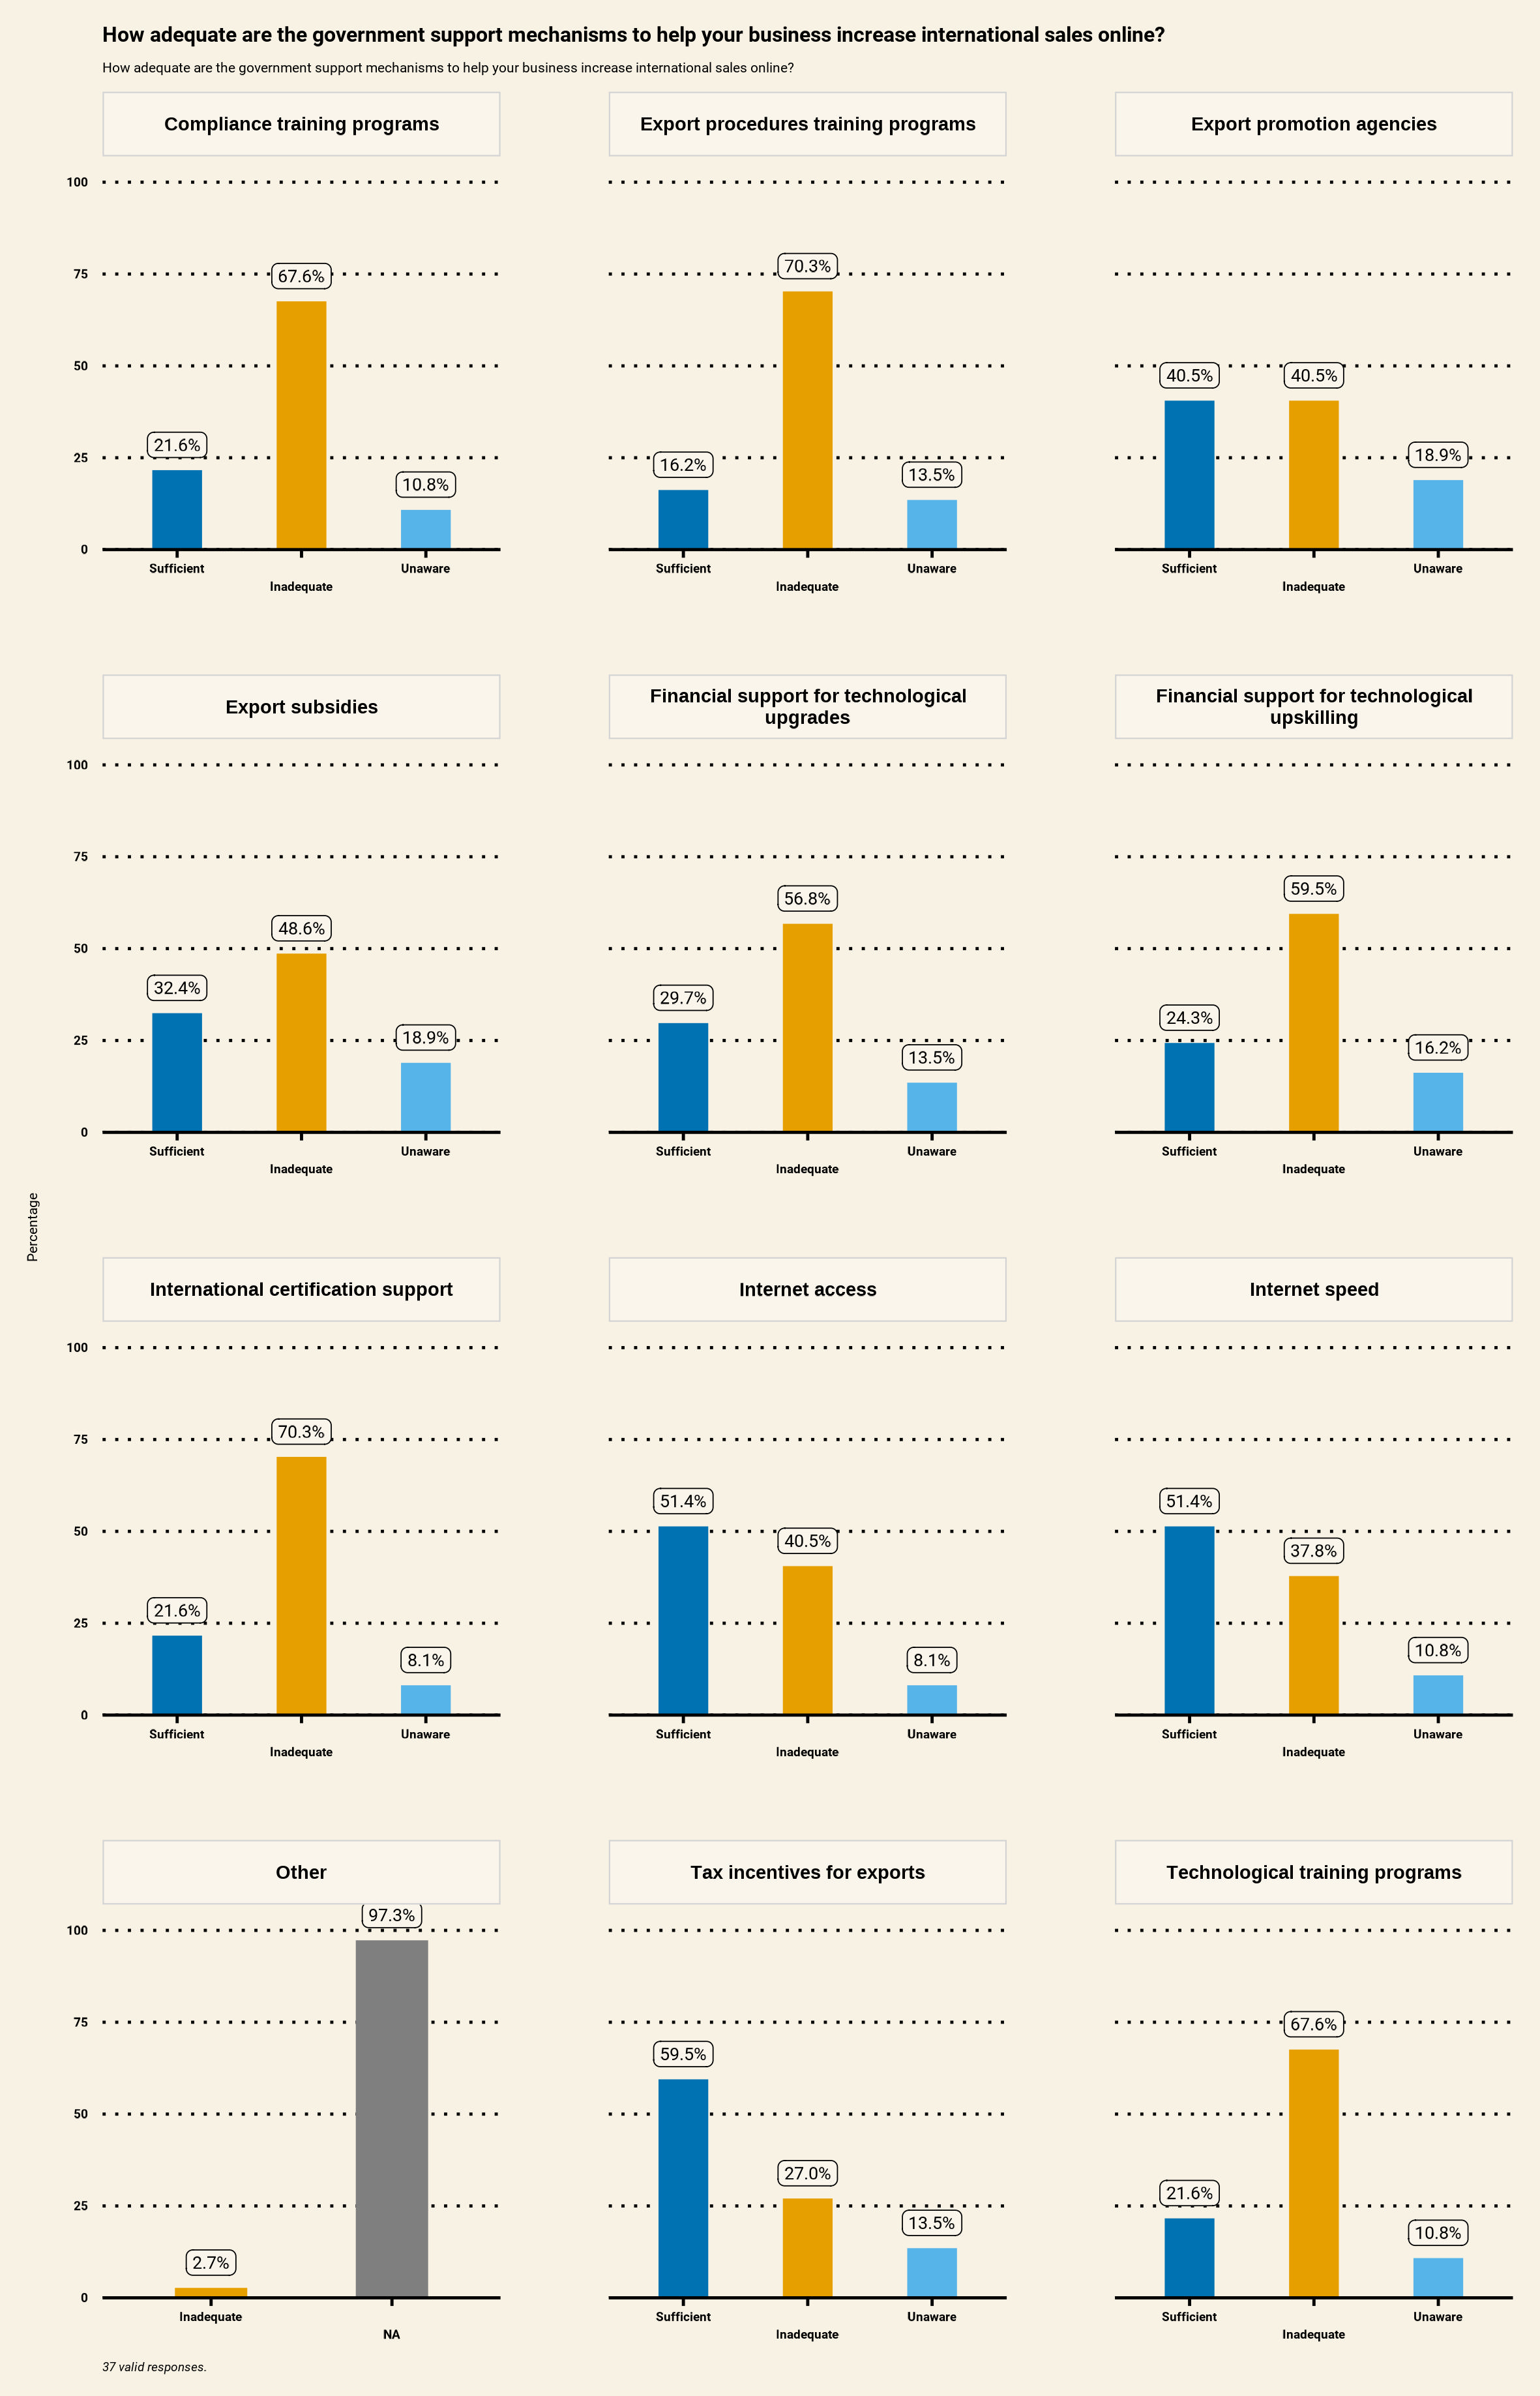 How adequate are the government support mechanisms to help your business increase international sales online?
How adequate are the government support mechanisms to help your business increase international sales online?
Percentage
Compliance training programs
100
75
50
25
0
21.6%
67.6%
10.8%
Sufficient
Inadequate
Unaware
Export procedures training programs
16.2%
70.3%
13.5%
Sufficient
Inadequate
Unaware
Export promotion agencies
40.5%
40.5%
18.9%
Sufficient
Inadequate
Unaware
Export subsidies
100
75
50
25
0
32.4%
48.6%
18.9%
Sufficient
Inadequate
Unaware
Financial support for technological
upgrades
29.7%
56.8%
13.5%
Sufficient
Inadequate
Unaware
Financial support for technological
upskilling
24.3%
59.5%
16.2%
Sufficient
Inadequate
Unaware
International certification support
100
75
50
25
0
21.6%
70.3%
8.1%
Sufficient
Inadequate
Unaware
Internet access
51.4%
40.5%
8.1%
Sufficient
Inadequate
Unaware
Internet speed
51.4%
37.8%
10.8%
Sufficient
Inadequate
Unaware
Other
100
75
50
25
0
2.7%
97.3%
Inadequate
NA
Tax incentives for exports
59.5%
27.0%
13.5%
Sufficient
Inadequate
Unaware
Technological training programs
21.6%
67.6%
10.8%
Sufficient
Inadequate
Unaware
37 valid responses.